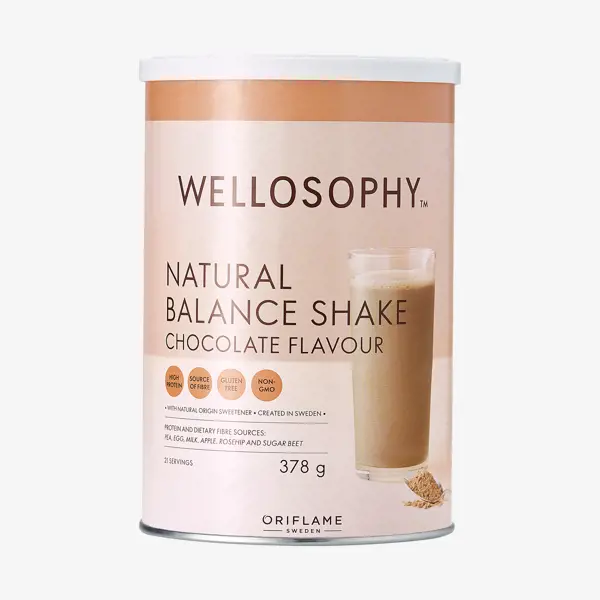 WELLOSOPHY™
NATURAL
BALANCE SHAKE
CHOCOLATE FLAVOUR
HIGH PROTEIN
SOURCE OF FIBRE
GLUTEN FREE
NON-GMO
• WITH NATURAL ORIGIN SWEETENER • CREATED IN SWEDEN •
PROTEIN AND DIETARY FIBRE SOURCES:
PEA, EGG, MILK, APPLE, ROSEHIP AND SUGAR BEET
21 SERVINGS
378 g
ORIFLAME
SWEDEN